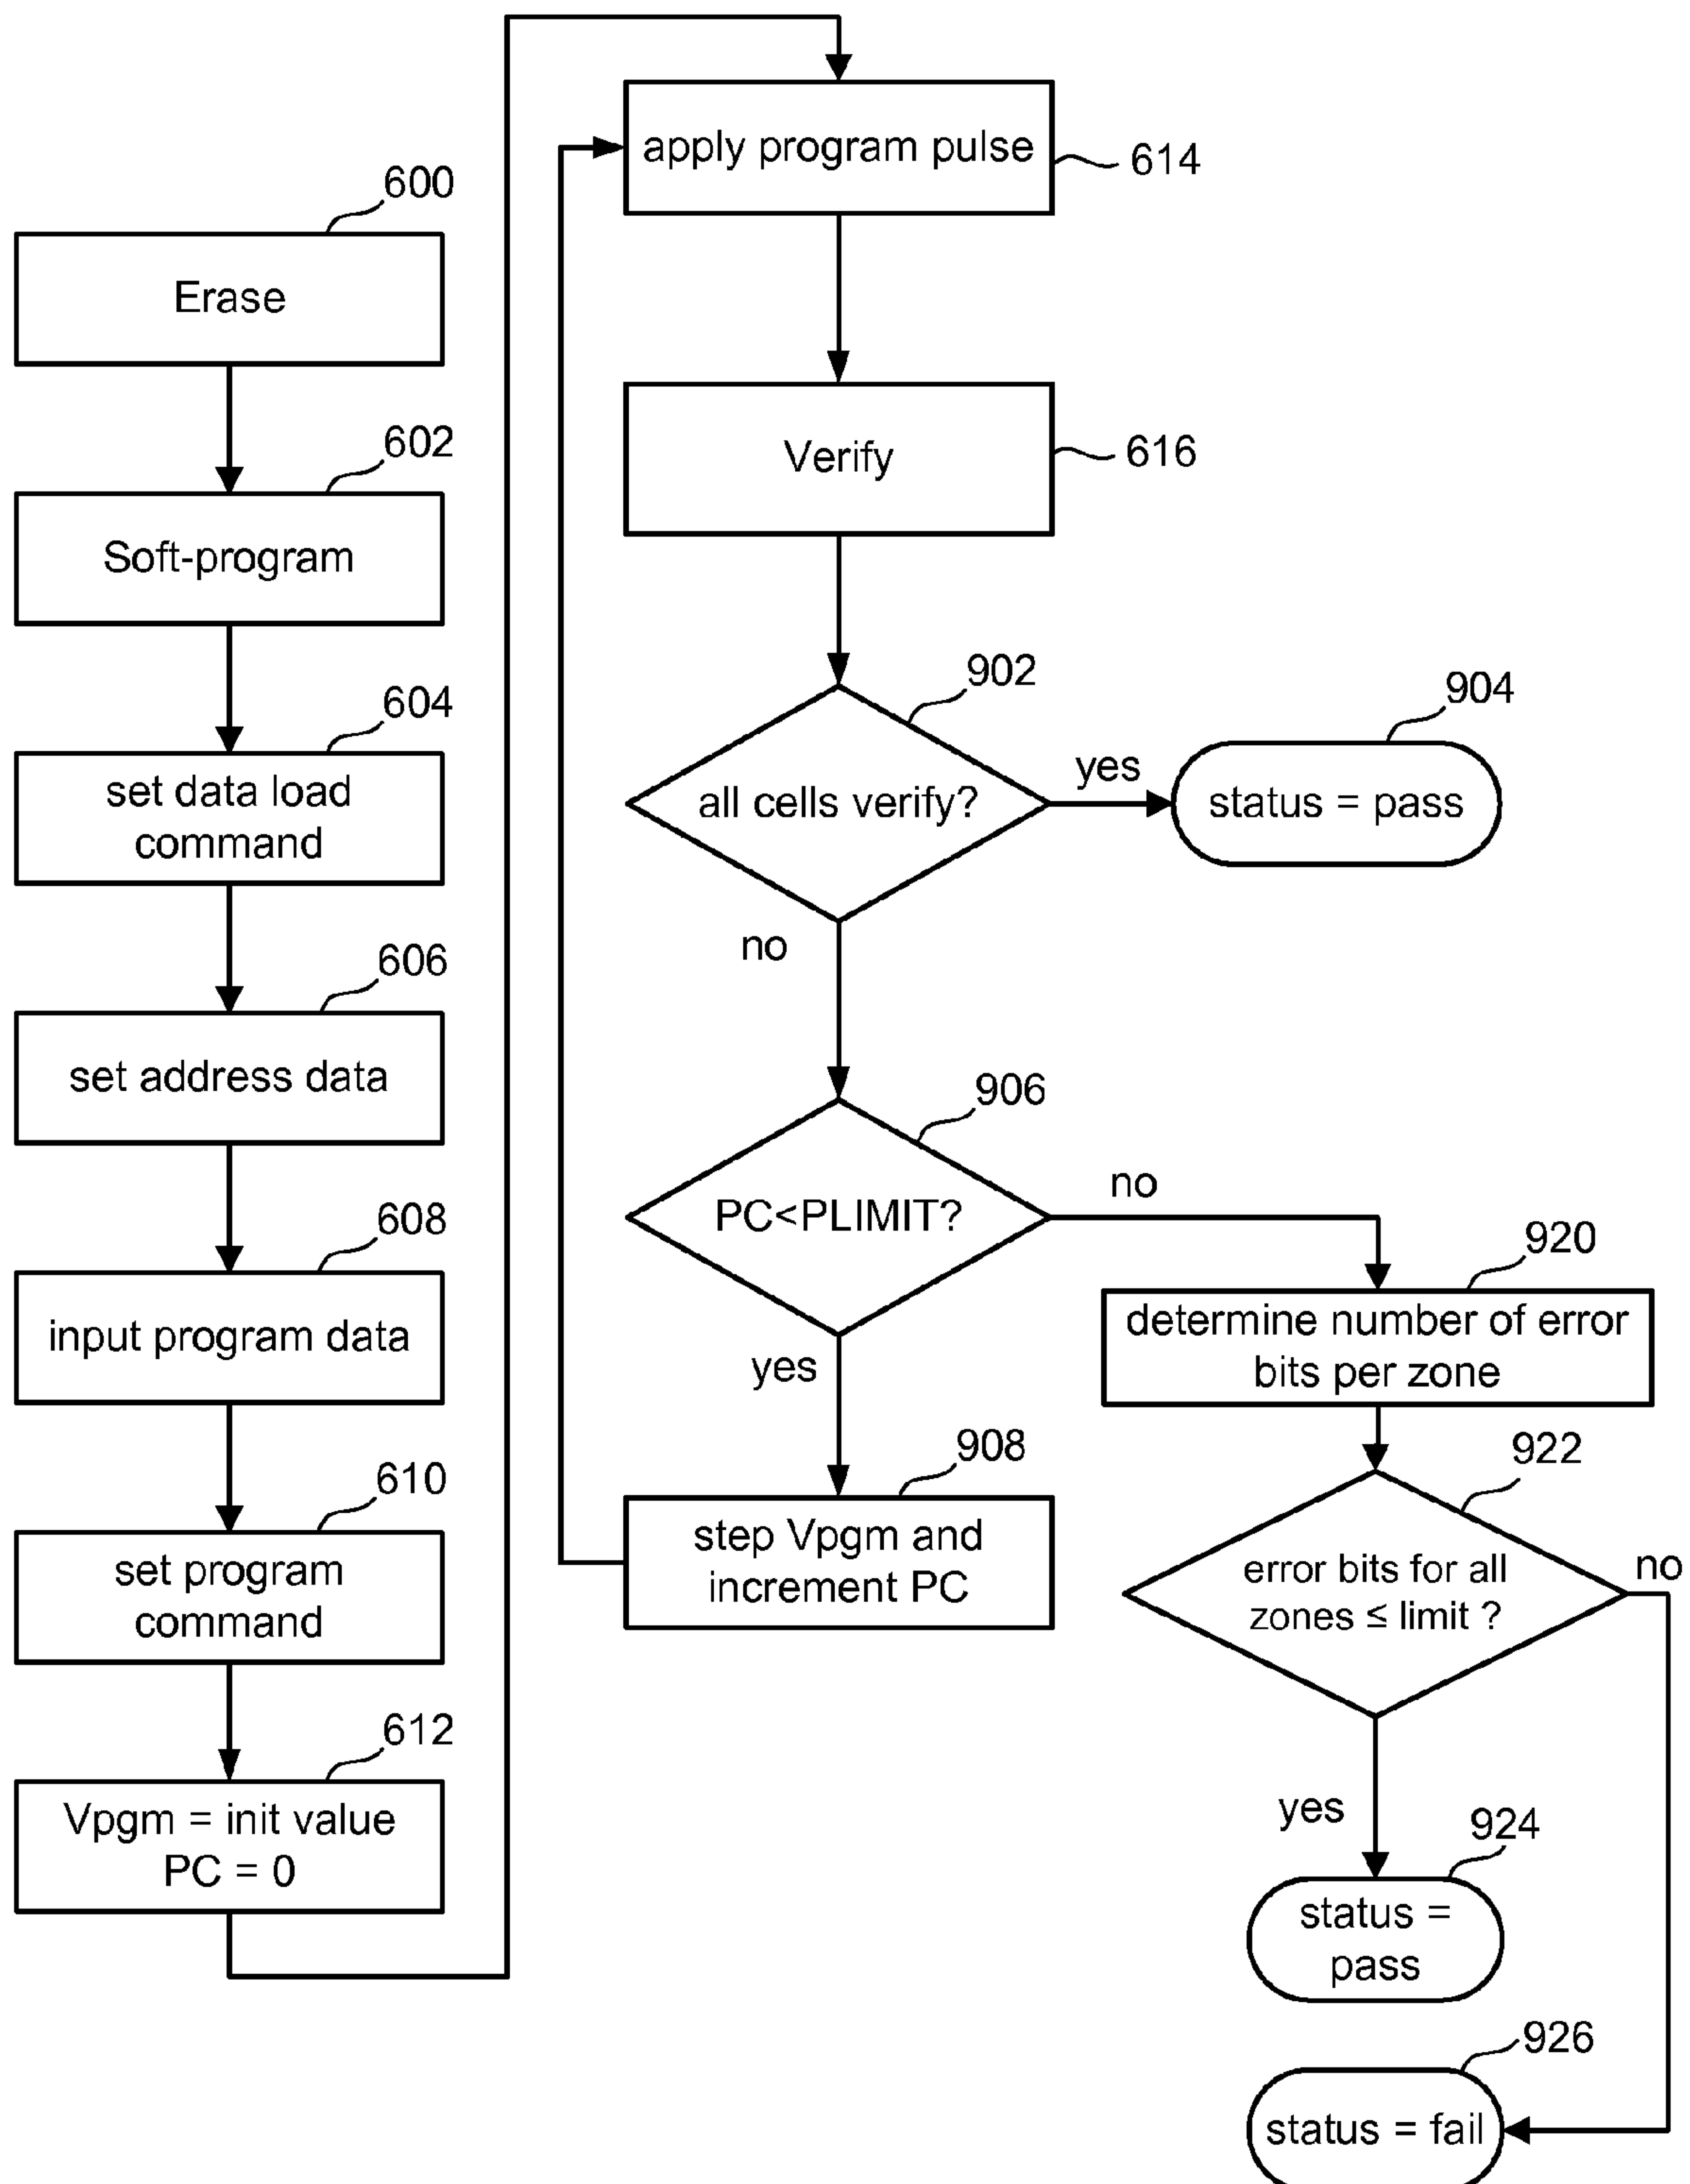 600
Erase
602
Soft-program
604
set data load
command
606
set address data
608
input program data
610
set program
command
612
Vpgm = init value
PC = 0
apply program pulse
614
Verify
616
902
all cells verify?
yes
904
status = pass
no
906
PC<PLIMIT?
no
yes
908
step Vpgm and
increment PC
920
determine number of error
bits per zone
922
error bits for all
zones ≤ limit ?
no
yes
924
status =
pass
926
status = fail